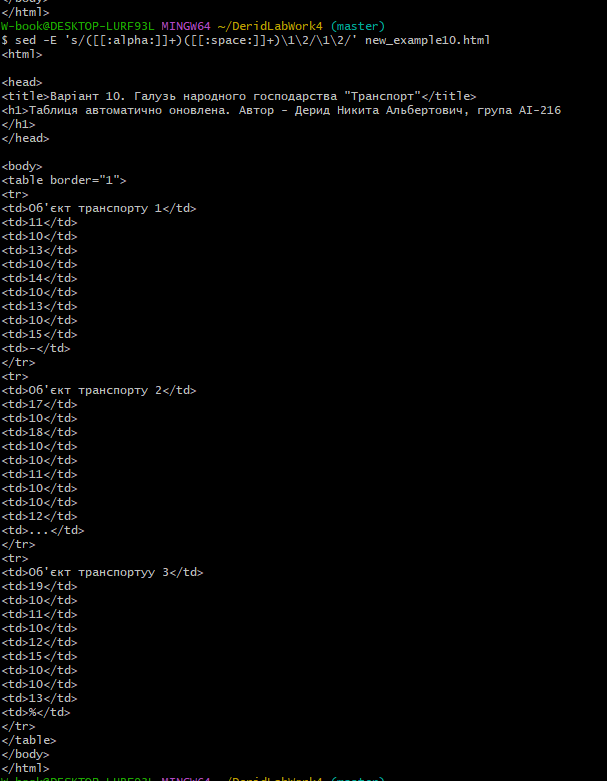 </html>
W-book@DESKTOP-LURF93L MINGW64 ~/DeridLabWork4 (master)
$ sed -E 's/([[:alpha:]]+)([[:space:]]+)\1\2/\1\2/' new_example10.html
<html>
<head>
<title>Варіант 10. Галузь народного господарства "Транспорт"</title>
<h1>Таблиця автоматично оновлена. Автор - Дерид Никита Альбертович, група АІ-216
</h1>
</head>
<body>
<table border="1">
<tr>
<td>Об'єкт транспорту 1</td>
<td>11</td>
<td>10</td>
<td>13</td>
<td>10</td>
<td>14</td>
<td>10</td>
<td>13</td>
<td>10</td>
<td>15</td>
<td>-</td>
</tr>
<tr>
<td>Об'єкт транспорту 2</td>
<td>17</td>
<td>10</td>
<td>18</td>
<td>10</td>
<td>10</td>
<td>11</td>
<td>10</td>
<td>10</td>
<td>12</td>
<td>...</td>
</tr>
<tr>
<td>Об'єкт транспортуу 3</td>
<td>19</td>
<td>10</td>
<td>11</td>
<td>10</td>
<td>12</td>
<td>15</td>
<td>10</td>
<td>10</td>
<td>13</td>
<td>%</td>
</tr>
</table>
</body>
</html>
W-book@DESKTOP-LURF93L MINGW64 ~/DeridLabWork4 (master)